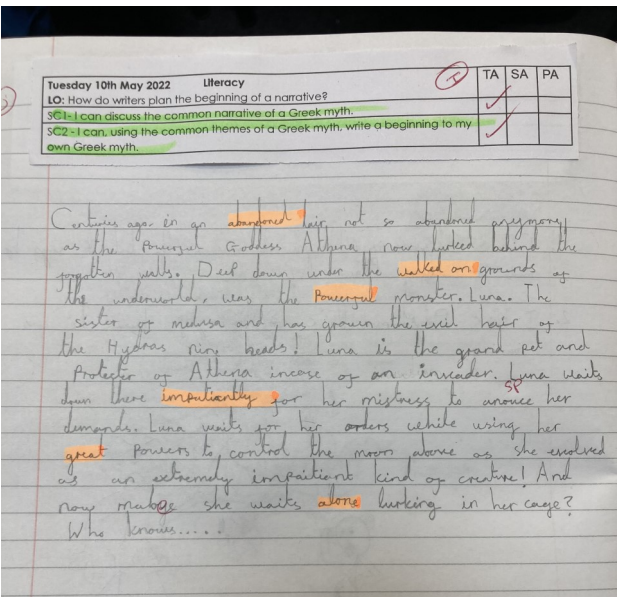 Tuesday 10th May 2022 Literacy
TA SA PA
LO: How do writers plan the beginning of a narrative?
SC1- I can discuss the common narrative of a Greek myth.
SC2 - I can, using the common themes of a Greek myth, write a beginning to my
own Greek myth.
Centuries ago in an abandoned lair not so abandoned anymore,
as the Powerful Goddess Athena now lurked behind the
forgotten walls. Deep down under the walked on grounds of
the underworld, was the Powerful monster. Luna. The
sister of medusa and has grown the evil hair of
the Hydras nine heads! Luna is the grand pet and
Protecter of Athena incase of an invader. Luna waits
SP
down there impatiently for her mistress to anouce her
demands. Luna waits for her orders while using her
great Powers to control the moon above as she evolved
as an extremely impaitiant kind of creature! And
now mabye she waits alone lurking in her cage?
Who knows.....